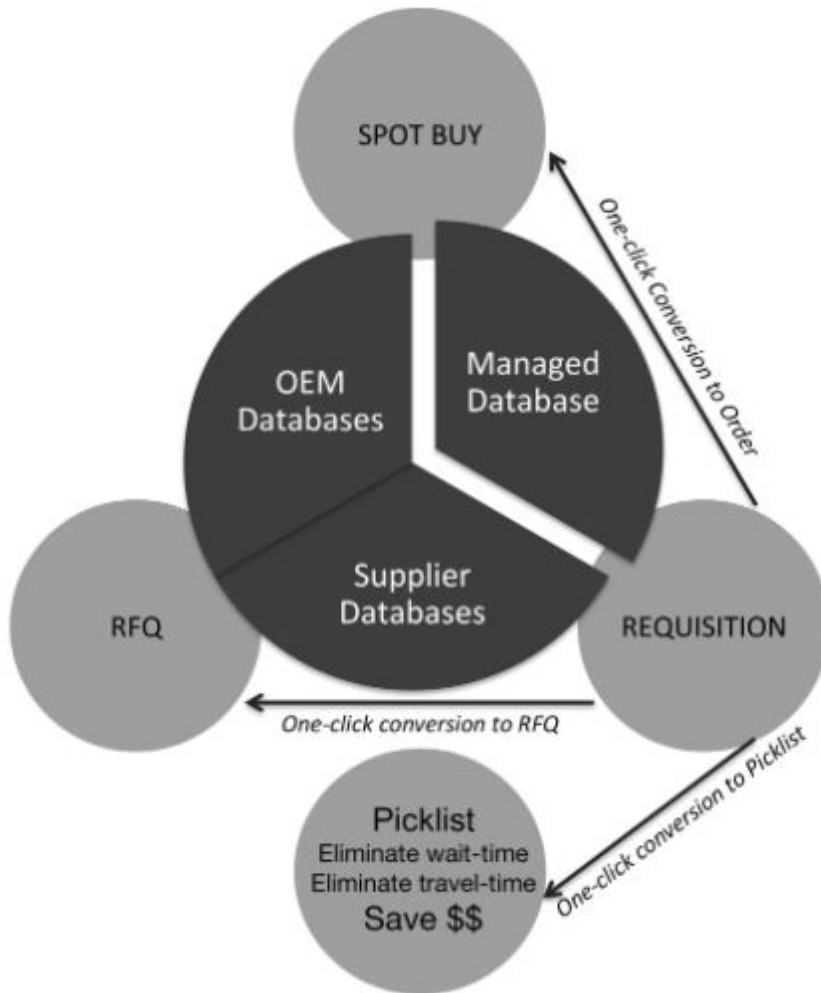 SPOT BUY
One-click Conversion to Order
OEM
Databases
Managed
Database
Supplier
Databases
RFQ
REQUISITION
One-click conversion to RFQ
One-click conversion to Picklist
Picklist
Eliminate wait-time
Eliminate travel-time
Save $$